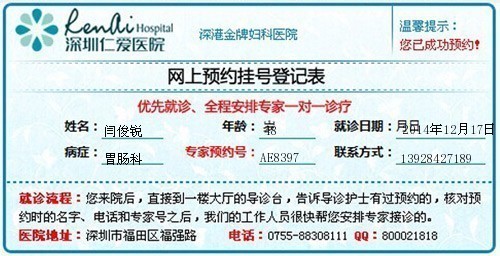 RenAi Hospital
深圳仁爱医院
深港金牌妇科医院
温馨提示：
您已成功预约!
网上预约挂号登记表
优先就诊、全程安排专家一对一诊疗
姓名： 闫俊锐 年龄： 岁 就诊日期： 2014年12月17日
病症： 胃肠科 专家预约号： AE8397 联系方式： 13928427189
就诊流程：您来院后，直接到一楼大厅的导诊台，告诉导诊护士有过预约的，核对预
约时的名字、电话和专家号之后，我们的工作人员很快帮您安排专家接诊的。
医院地址：深圳市福田区福强路 电话：0755-88308111 QQ：800021818